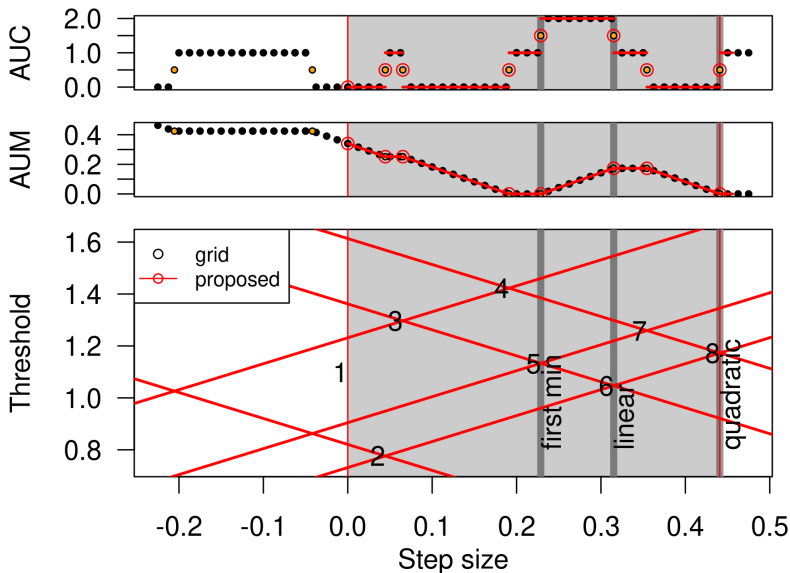 AUC
2.0
1.0
0.0
AUM
0.4
0.2
0.0
Threshold
1.6
1.4
1.2
1.0
0.8
grid
proposed
1
2
3
4
5
6
7
8
first min
linear
quadratic
-0.2 -0.1 0.0 0.1 0.2 0.3 0.4 0.5
Step size